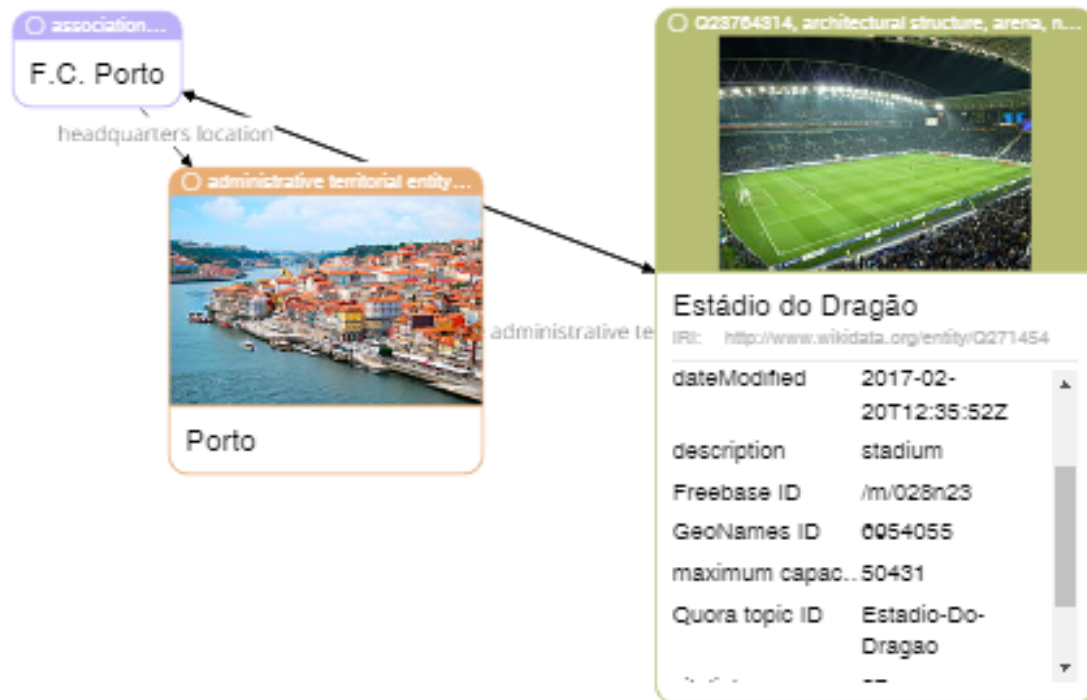 association...
F.C. Porto
headquarters location
administrative territorial entity...
Porto
administrative te
Q28764314, architectural structure, arena, n...
Estádio do Dragão
IRI: http://www.wikidata.org/entity/Q271454
dateModified 2017-02-
20T12:35:52Z
description stadium
Freebase ID /m/028n23
GeoNames ID 6954055
maximum capac... 50431
Quora topic ID Estadio-Do-
Dragao